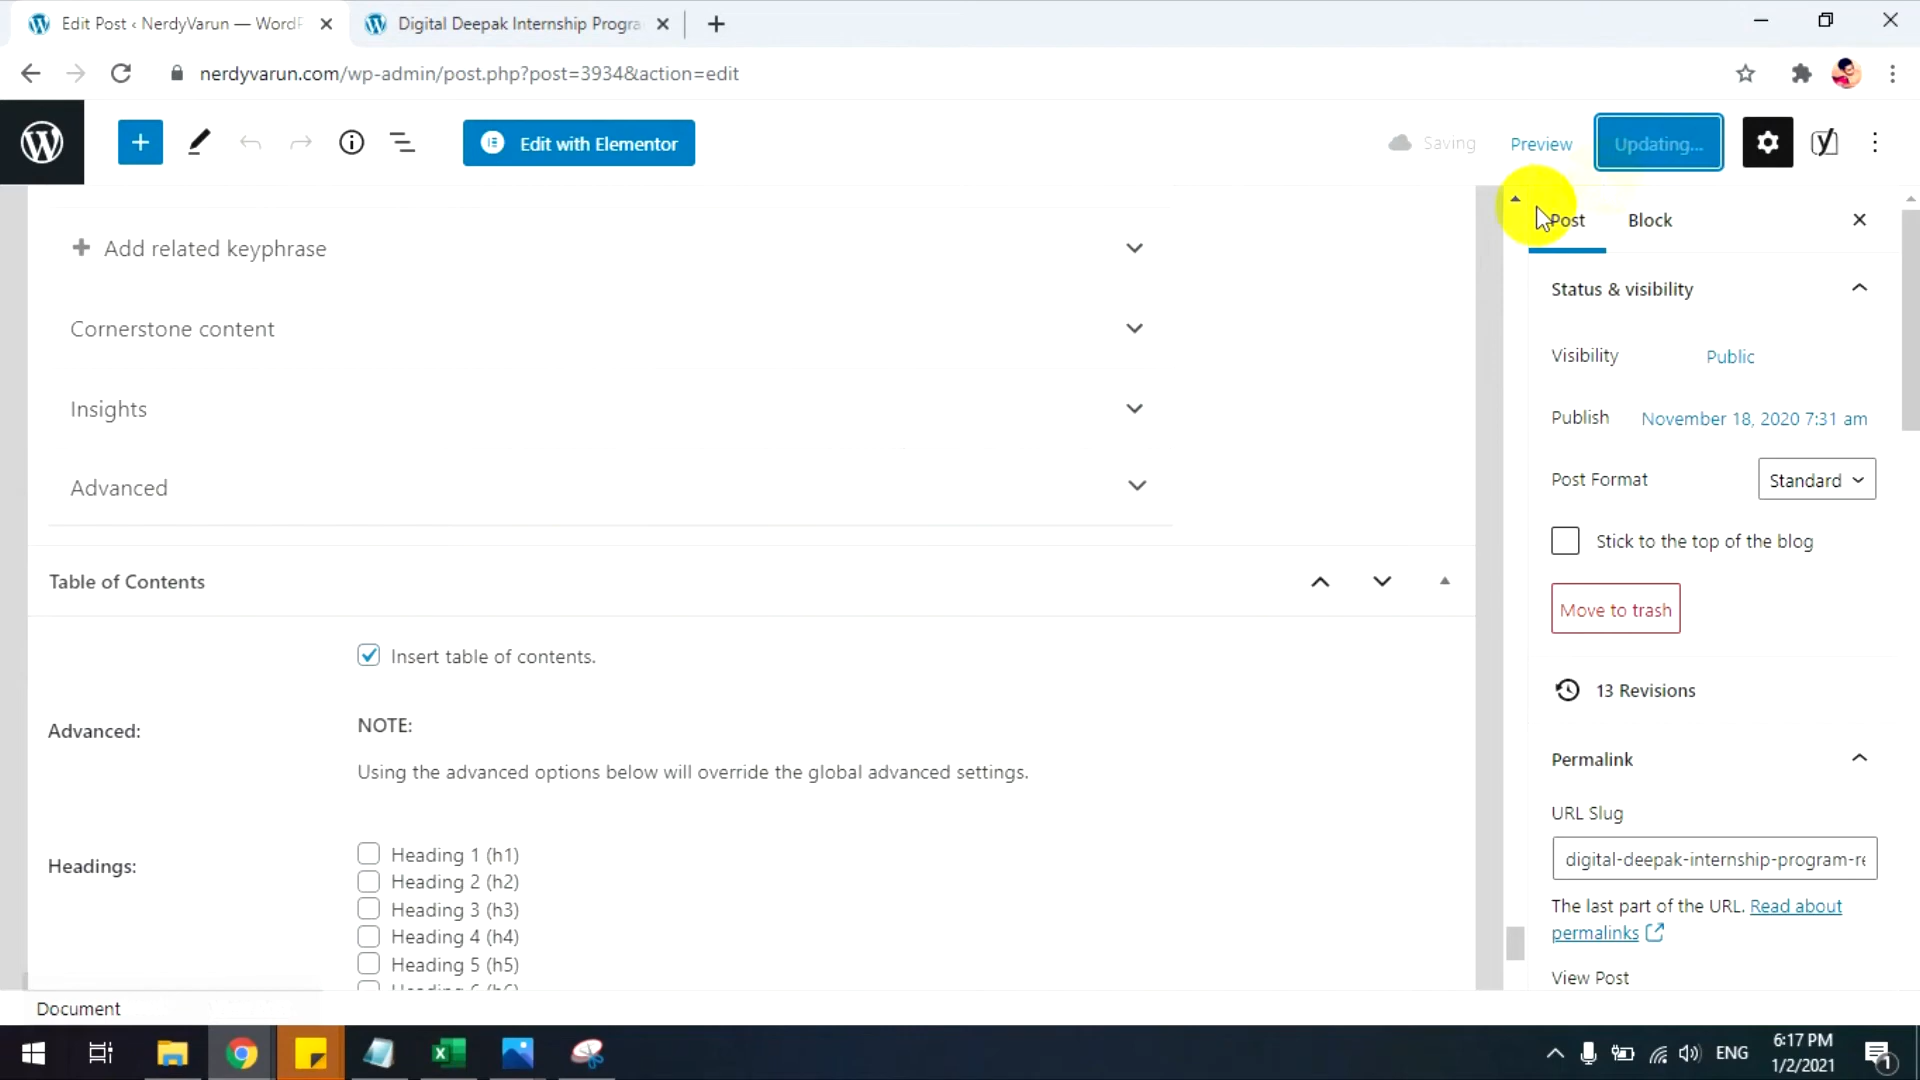 Edit Post ‹ NerdyVarun — WordP
Digital Deepak Internship Progra
nerdyvarun.com/wp-admin/post.php?post=3934&action=edit
Edit with Elementor
Saving
Preview
Updating...
Post
Block
Add related keyphrase
Status & visibility
Cornerstone content
Visibility
Public
Insights
Publish
November 18, 2020 7:31 am
Advanced
Post Format
Standard
Stick to the top of the blog
Table of Contents
Move to trash
Insert table of contents.
13 Revisions
Advanced:
NOTE:
Using the advanced options below will override the global advanced settings.
Permalink
URL Slug
Headings:
Heading 1 (h1)
digital-deepak-internship-program-re
Heading 2 (h2)
Heading 3 (h3)
The last part of the URL. Read about
permalinks
Heading 4 (h4)
Heading 5 (h5)
View Post
Heading 6 (h6)
Document
ENG
6:17 PM
1/2/2021
1